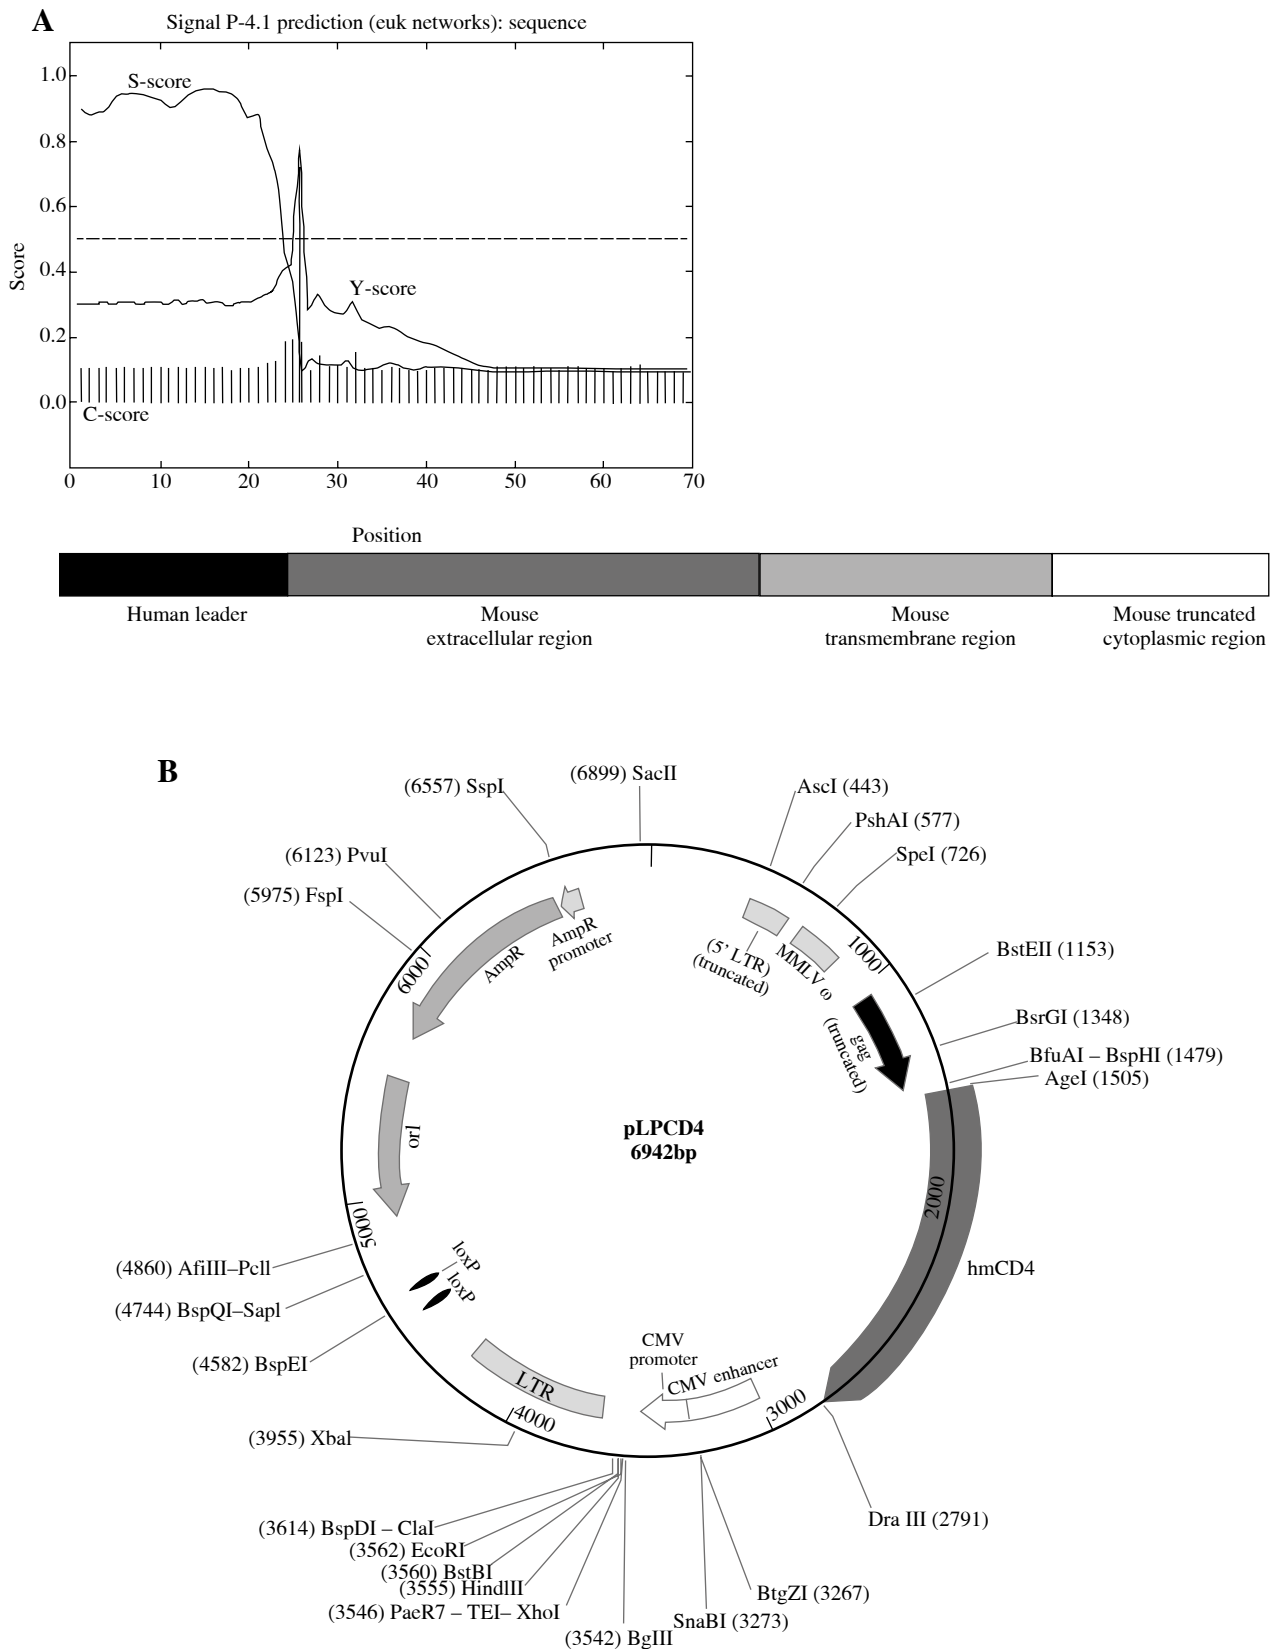 A
Signal P-4.1 prediction (euk networks): sequence
1.0
S-score
0.8
0.6
Score
0.4
Y-score
0.2
0.0
C-score
0 10 20 30 40 50 60 70
Position
Human leader
Mouse
extracellular region
Mouse
transmembrane region
Mouse truncated
cytoplasmic region
B
(6899) SacII
(6557) SspI
AscI (443)
PshAI (577)
(6123) PvuI
SpeI (726)
(5975) FspI
AmpR
promoter
AmpR
(5' LTR)
(truncated)
MMLV ω
1000
6000
BstEII (1153)
gag
(truncated)
BsrGI (1348)
BfuAI – BspHI (1479)
AgeI (1505)
pLPCD4
6942bp
orI
2000
5000
hmCD4
(4860) AfiIII–Pcll
loxP
loxP
(4744) BspQI–Sapl
(4582) BspEI
CMV
promoter
CMV enhancer
LTR
3000
4000
(3955) Xbal
Dra III (2791)
(3614) BspDI – ClaI
(3562) EcoRI
(3560) BstBI
(3555) HindlII
(3546) PaeR7 – TEI– XhoI
(3542) BgIII
SnaBI (3273)
BtgZI (3267)